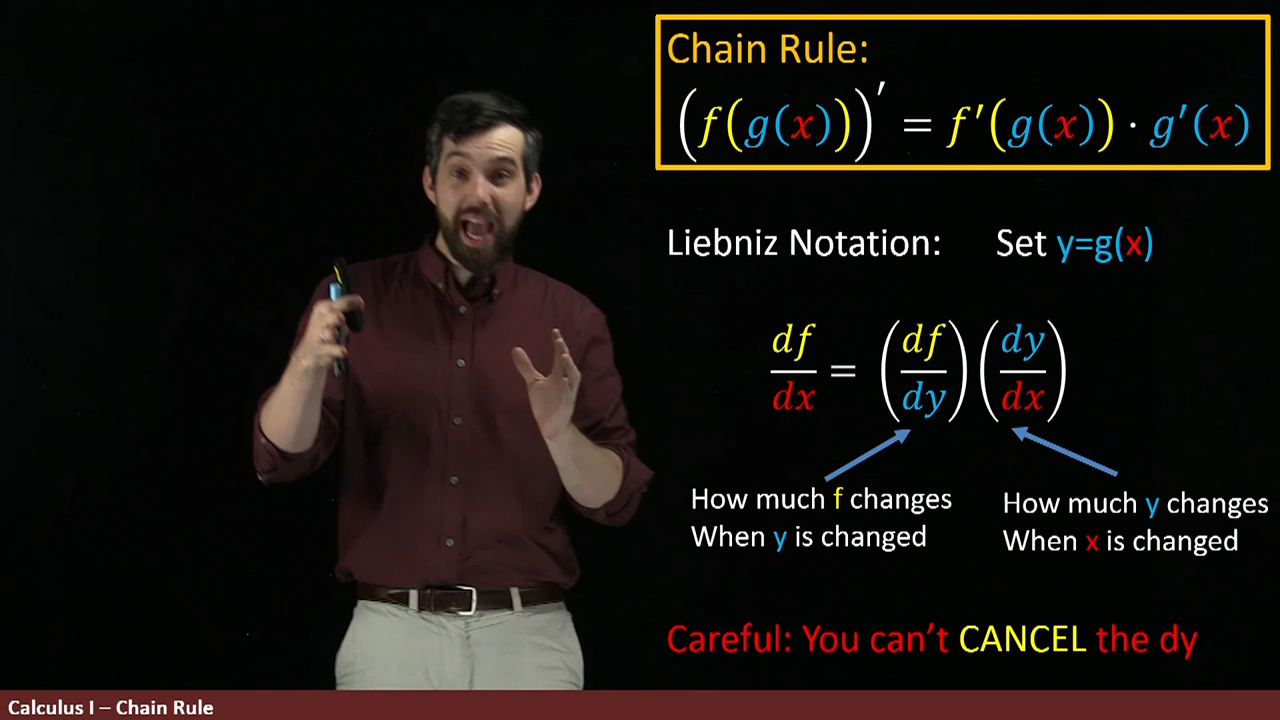 Chain Rule:
(f(g(x)))′ = f′(g(x)) · g′(x)
Liebniz Notation: Set y=g(x)
df/dx = (df/dy)(dy/dx)
How much f changes
When y is changed
How much y changes
When x is changed
Careful: You can't CANCEL the dy
Calculus I – Chain Rule